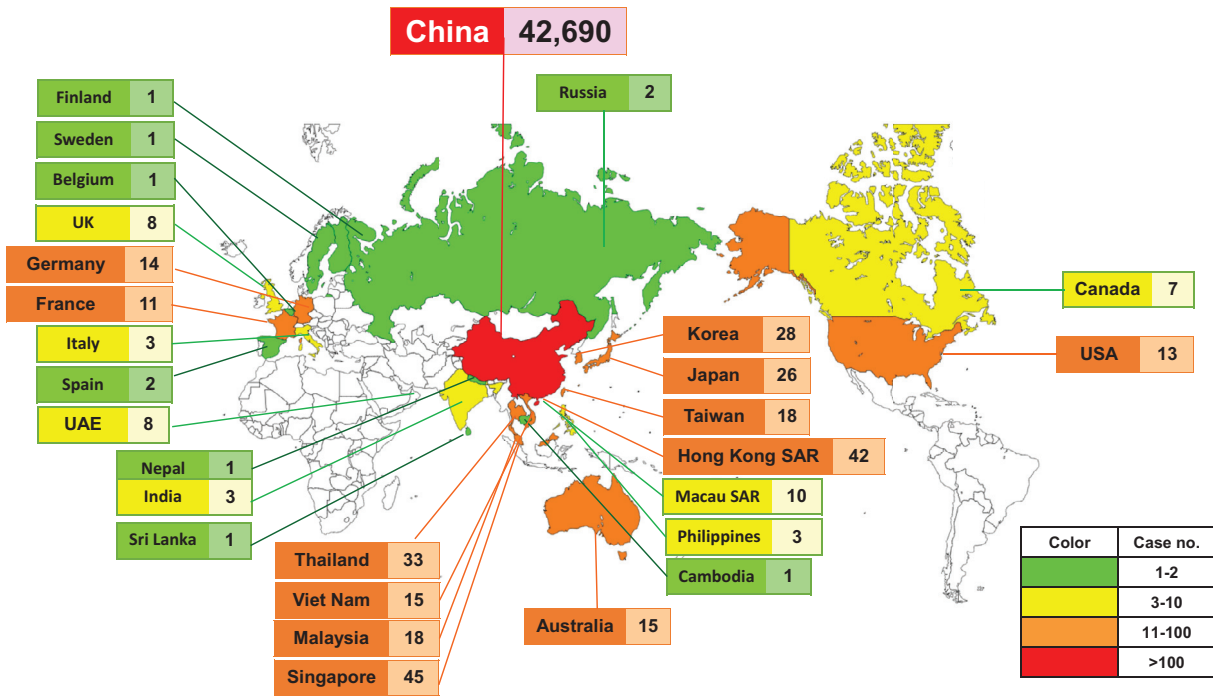 China 42,690
Finland 1
Sweden 1
Belgium 1
UK 8
Germany 14
France 11
Italy 3
Spain 2
UAE 8
Nepal 1
India 3
Sri Lanka 1
Thailand 33
Viet Nam 15
Malaysia 18
Singapore 45
Russia 2
Korea 28
Japan 26
Taiwan 18
Hong Kong SAR 42
Macau SAR 10
Philippines 3
Cambodia 1
Australia 15
Canada 7
USA 13
Color Case no.
1-2
3-10
11-100
>100